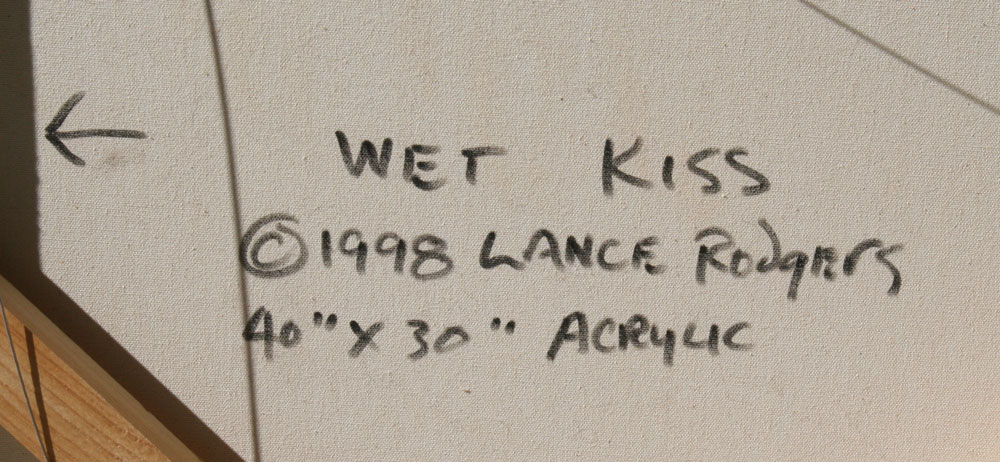 ← WET KISS
© 1998 LANCE RODGERS
40" X 30" ACRYLIC